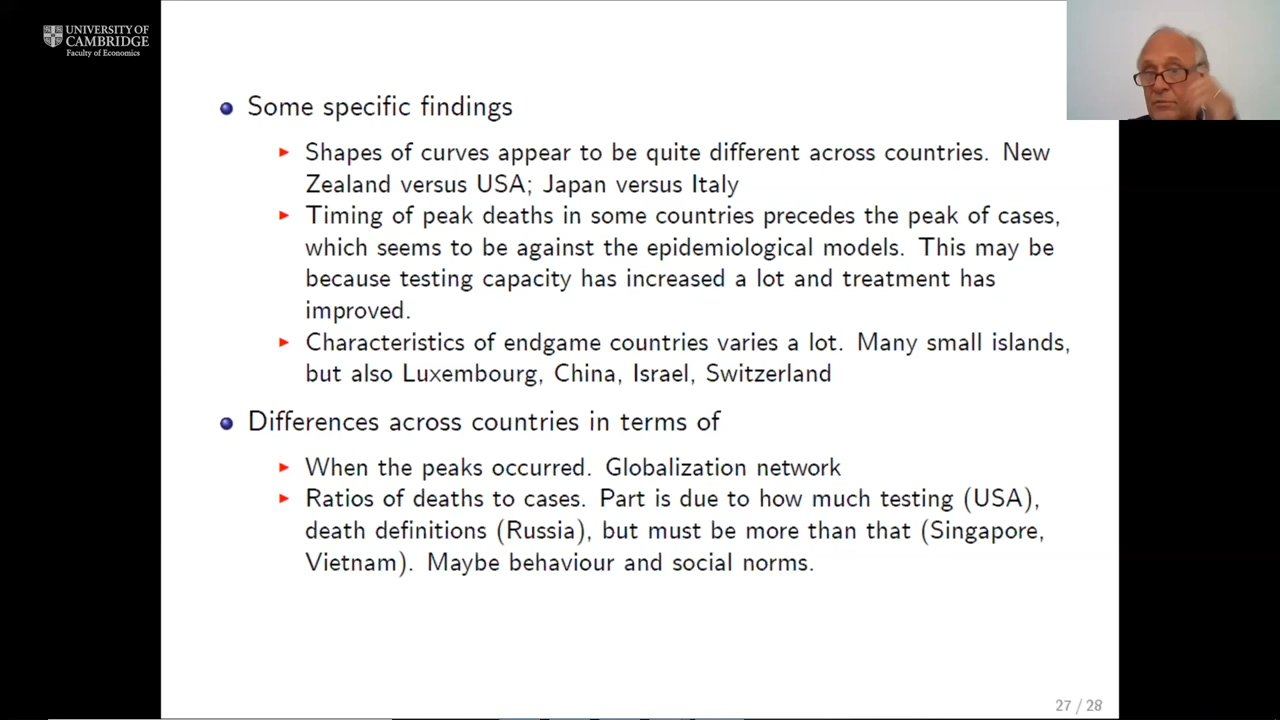 UNIVERSITY OF
CAMBRIDGE
Faculty of Economics
Some specific findings
Shapes of curves appear to be quite different across countries. New
Zealand versus USA; Japan versus Italy
Timing of peak deaths in some countries precedes the peak of cases,
which seems to be against the epidemiological models. This may be
because testing capacity has increased a lot and treatment has
improved.
Characteristics of endgame countries varies a lot. Many small islands,
but also Luxembourg, China, Israel, Switzerland
Differences across countries in terms of
When the peaks occurred. Globalization network
Ratios of deaths to cases. Part is due to how much testing (USA),
death definitions (Russia), but must be more than that (Singapore,
Vietnam). Maybe behaviour and social norms.
27 / 28